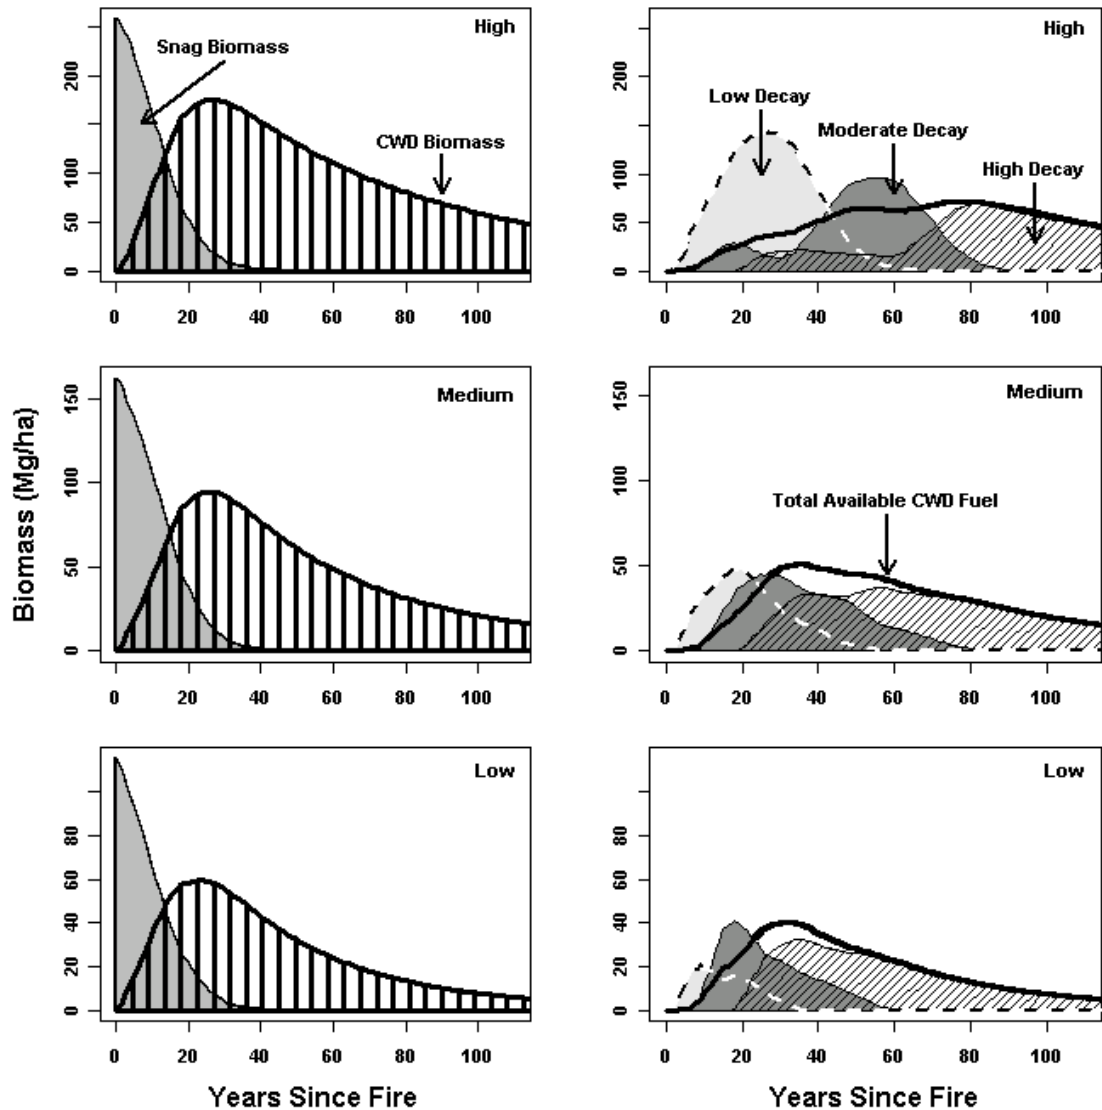 High
Snag Biomass
CWD Biomass
0 50 100 200
0 20 40 60 80 100
High
Low Decay
Moderate Decay
High Decay
0 50 100 200
0 20 40 60 80 100
Medium
0 50 100 150
0 20 40 60 80 100
Medium
Total Available CWD Fuel
0 50 100 150
0 20 40 60 80 100
Biomass (Mg/ha)
Low
0 20 40 60 80
0 20 40 60 80 100
Years Since Fire
Low
0 20 40 60 80
0 20 40 60 80 100
Years Since Fire